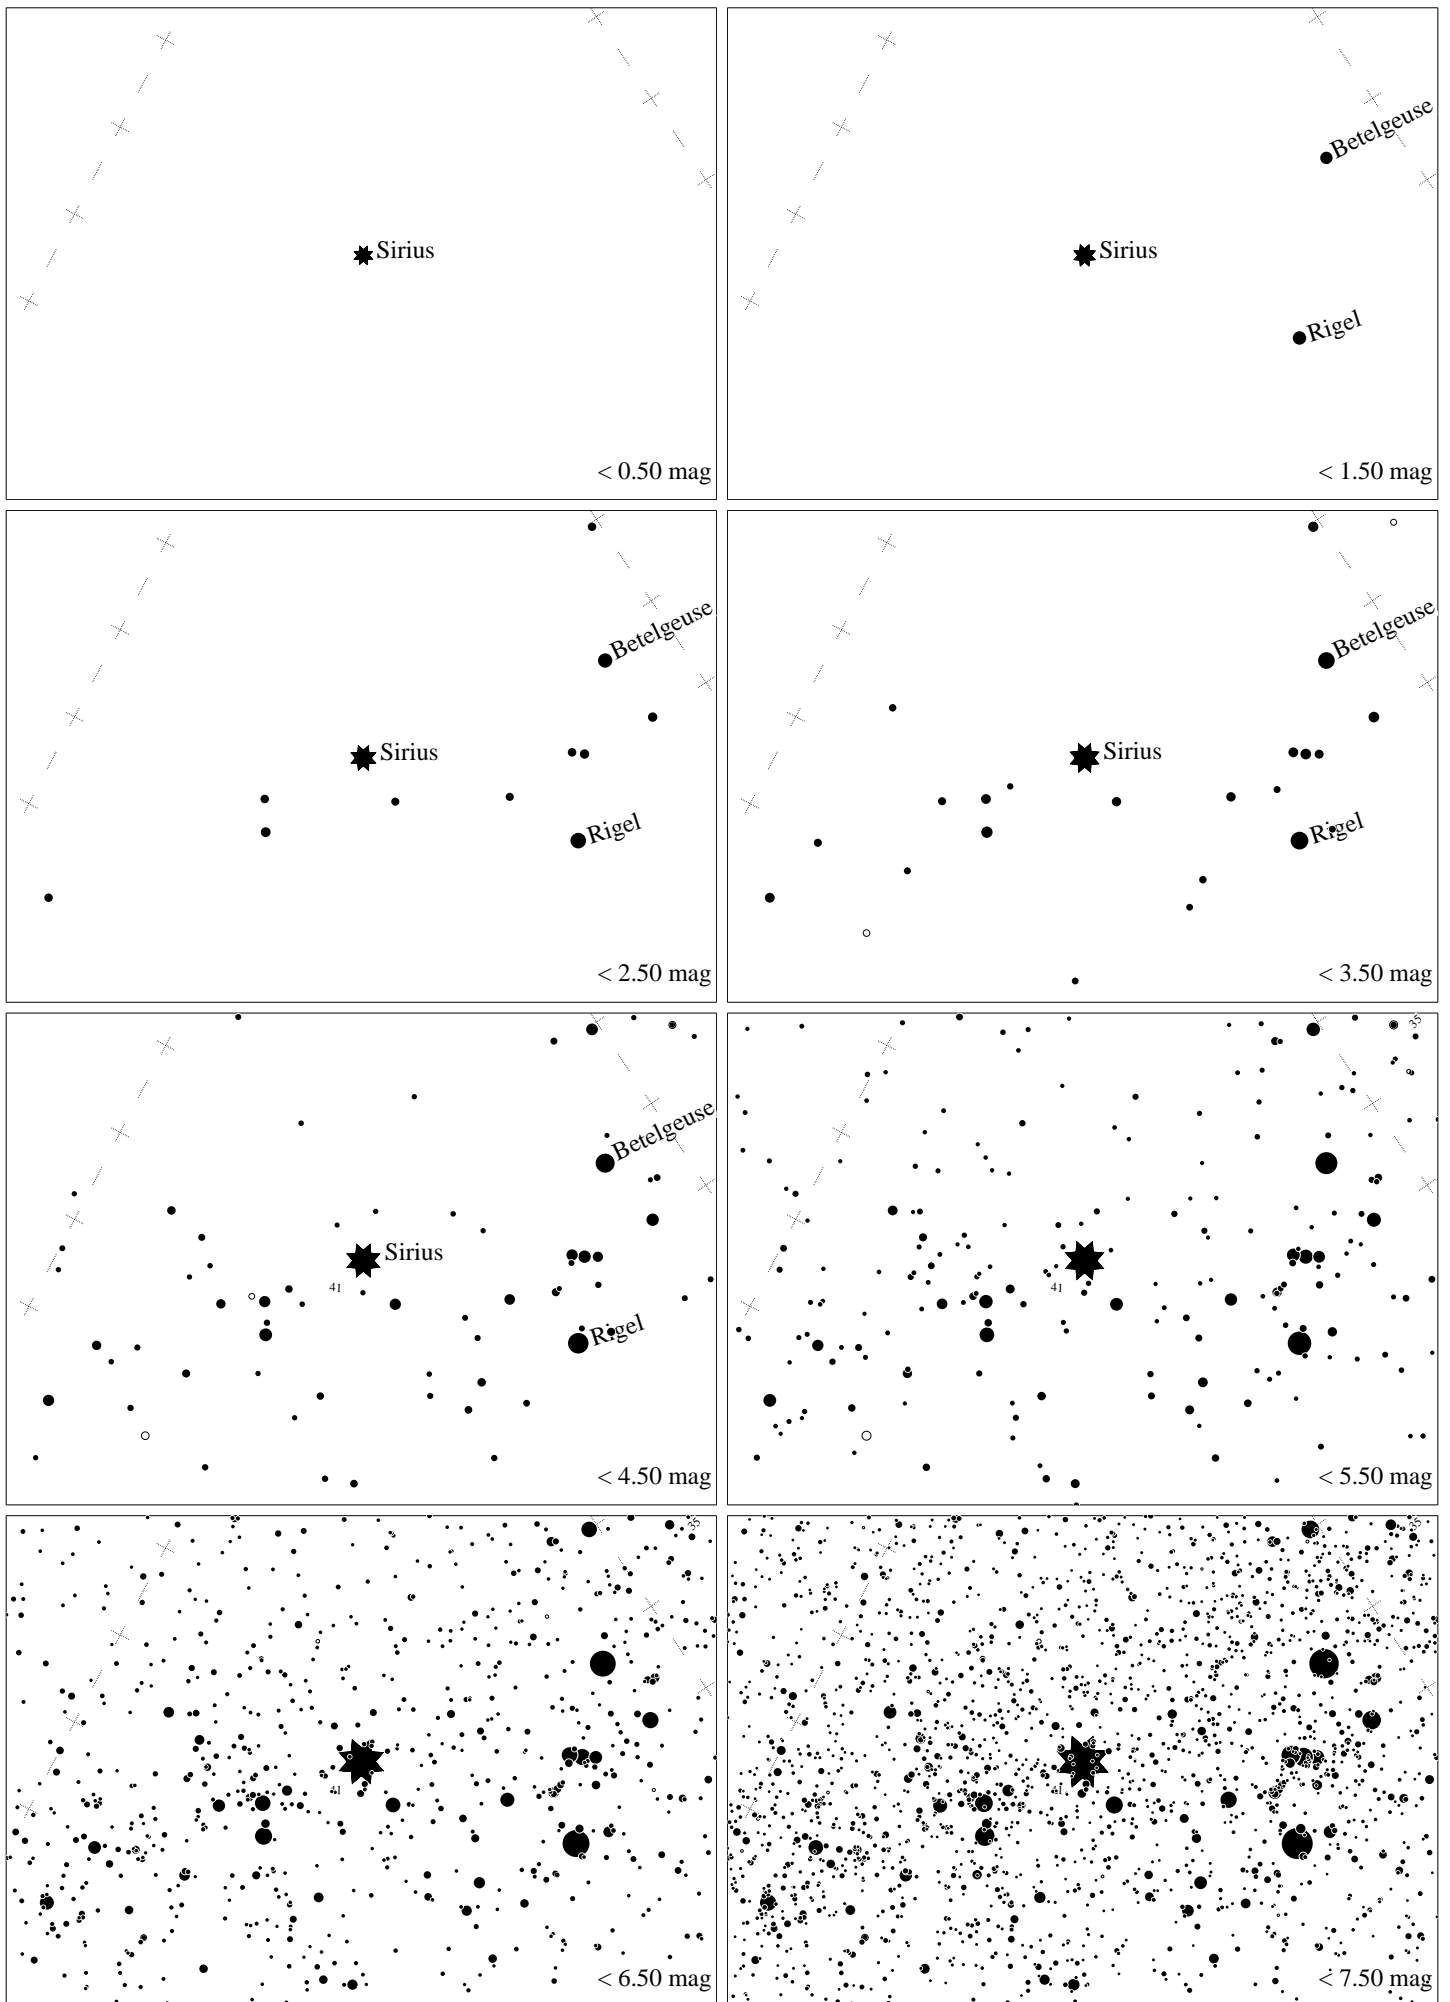 Sirius
< 0.50 mag
Betelgeuse
Sirius
Rigel
< 1.50 mag
Betelgeuse
Sirius
Rigel
< 2.50 mag
Betelgeuse
Sirius
Rigel
< 3.50 mag
Betelgeuse
Sirius
41
Rigel
< 4.50 mag
35
41
< 5.50 mag
35
41
< 6.50 mag
35
41
< 7.50 mag